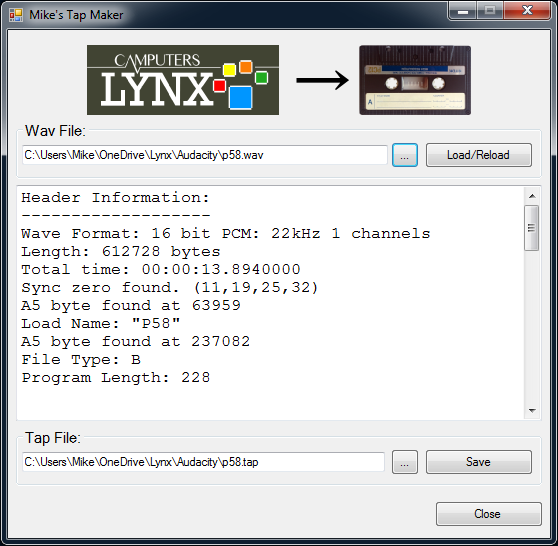 Mike's Tap Maker
CAMPUTERS
LYNX
A
Wav File:
C:\Users\Mike\OneDrive\Lynx\Audacity\p58.wav
...
Load/Reload
Header Information:
-------------------
Wave Format: 16 bit PCM: 22kHz 1 channels
Length: 612728 bytes
Total time: 00:00:13.8940000
Sync zero found. (11,19,25,32)
A5 byte found at 63959
Load Name: "P58"
A5 byte found at 237082
File Type: B
Program Length: 228
Tap File:
C:\Users\Mike\OneDrive\Lynx\Audacity\p58.tap
...
Save
Close